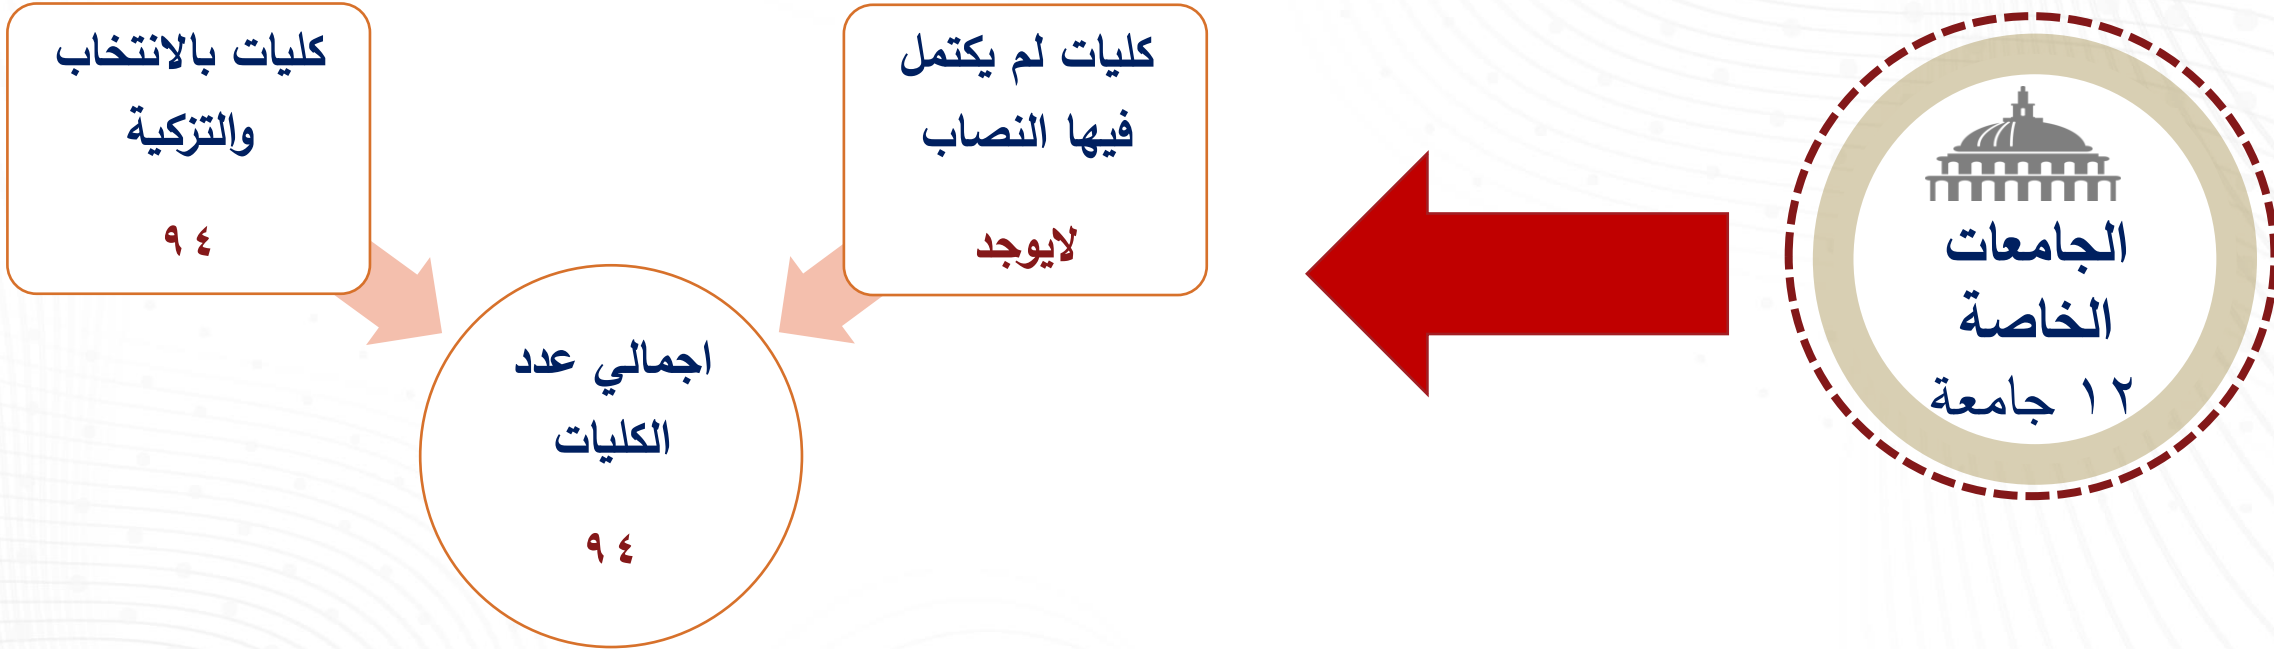 الجامعات
الخاصة
١٢ جامعة
كليات لم يكتمل
فيها النصاب
لايوجد
كليات بالانتخاب
والتزكية
٩٤
اجمالي عدد
الكليات
٩٤